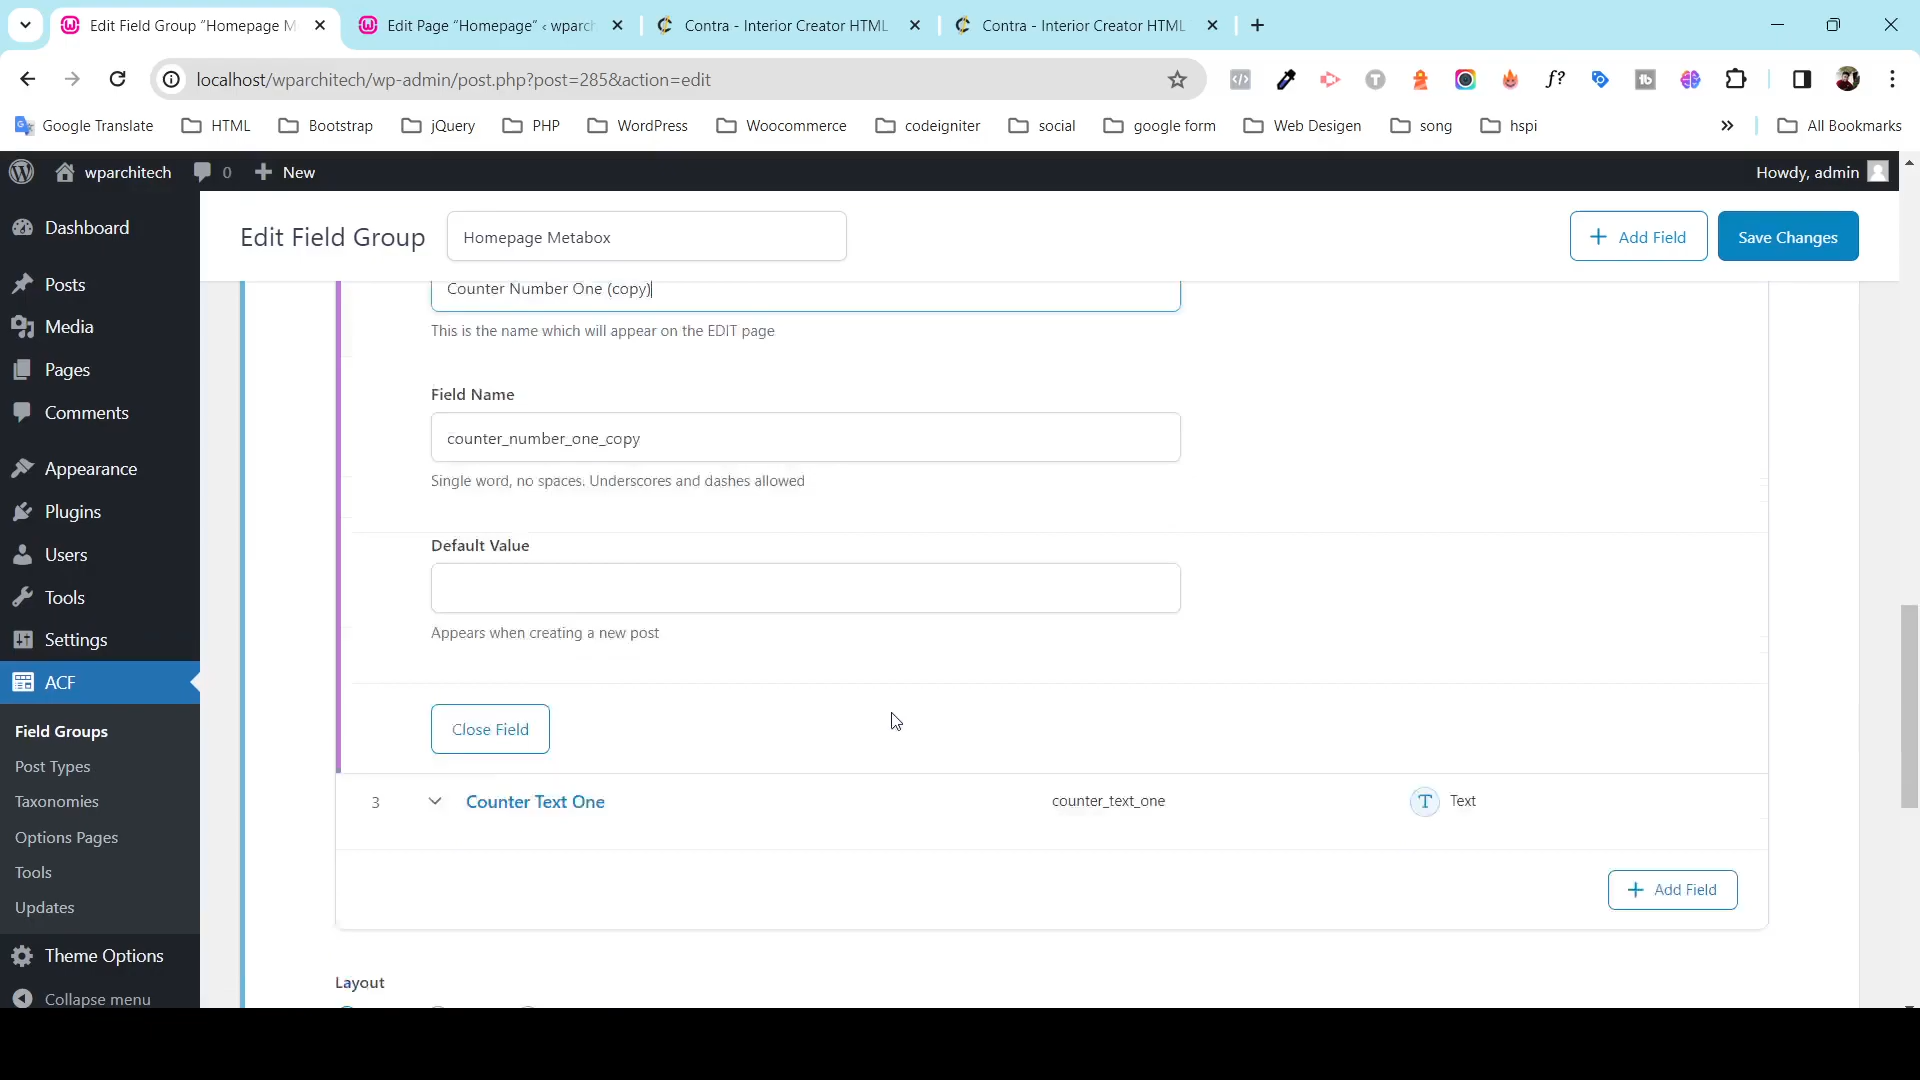 Edit Field Group "Homepage M
Edit Page "Homepage" ‹ wparch
Contra - Interior Creator HTML
Contra - Interior Creator HTML
localhost/wparchitech/wp-admin/post.php?post=285&action=edit
Google Translate
HTML
Bootstrap
jQuery
PHP
WordPress
Woocommerce
codeigniter
social
google form
Web Desigen
song
hspi
»
All Bookmarks
wparchitech
0
New
Howdy, admin
Dashboard
Posts
Media
Pages
Comments
Appearance
Plugins
Users
Tools
Settings
ACF
Field Groups
Post Types
Taxonomies
Options Pages
Tools
Updates
Theme Options
Collapse menu
Edit Field Group
Homepage Metabox
+ Add Field
Save Changes
Counter Number One (copy)
This is the name which will appear on the EDIT page
Field Name
counter_number_one_copy
Single word, no spaces. Underscores and dashes allowed
Default Value
Appears when creating a new post
Close Field
3
Counter Text One
counter_text_one
T Text
+ Add Field
Layout